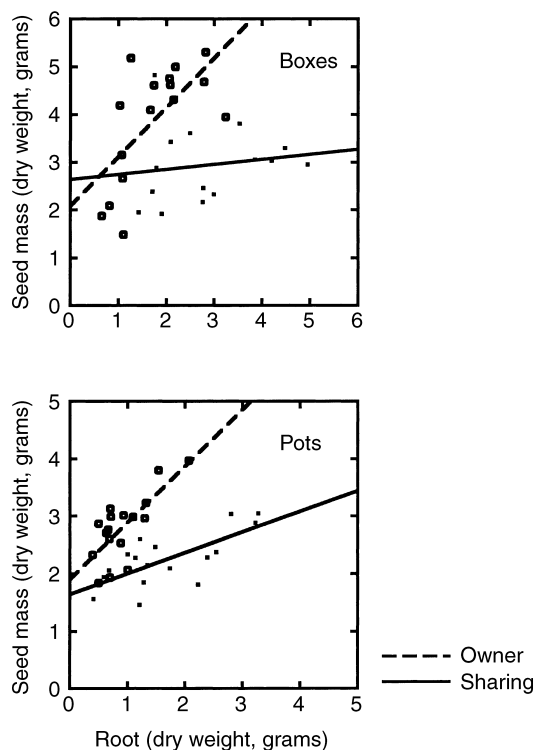 6
5
4
3
2
1
0
Seed mass (dry weight, grams)
Boxes
0 1 2 3 4 5 6
5
4
3
2
1
0
Seed mass (dry weight, grams)
Pots
0 1 2 3 4 5
Root (dry weight, grams)
Owner
Sharing